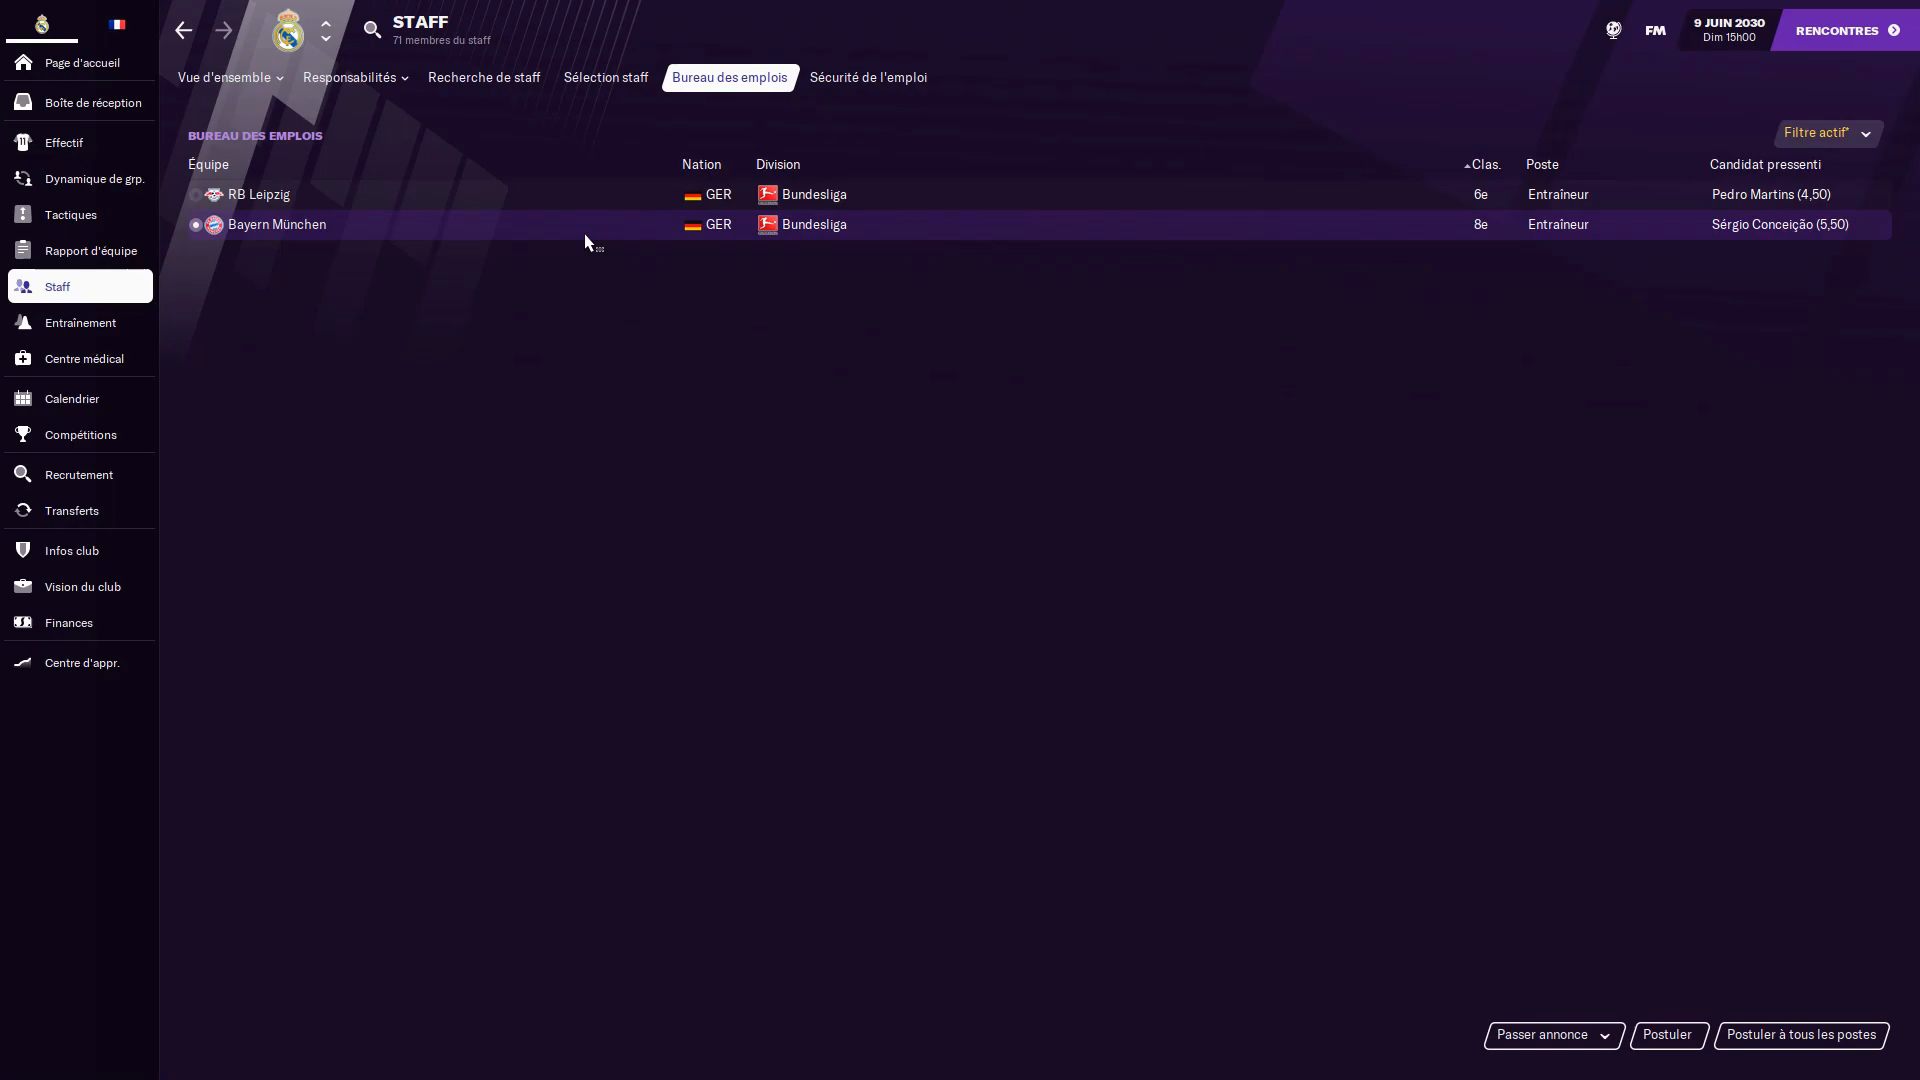 STAFF
71 membres du staff
FM
9 JUIN 2030
Dim 15h00
RENCONTRES
Page d'accueil
Boîte de réception
Effectif
Dynamique de grp.
Tactiques
Rapport d'équipe
Staff
Entraînement
Centre médical
Calendrier
Compétitions
Recrutement
Transferts
Infos club
Vision du club
Finances
Centre d'appr.
Vue d'ensemble Responsabilités Recherche de staff Sélection staff Bureau des emplois Sécurité de l'emploi
BUREAU DES EMPLOIS
Filtre actif*
Équipe Nation Division Clas. Poste Candidat pressenti
RB Leipzig GER Bundesliga 6e Entraîneur Pedro Martins (4,50)
Bayern München GER Bundesliga 8e Entraîneur Sérgio Conceição (5,50)
Passer annonce Postuler Postuler à tous les postes